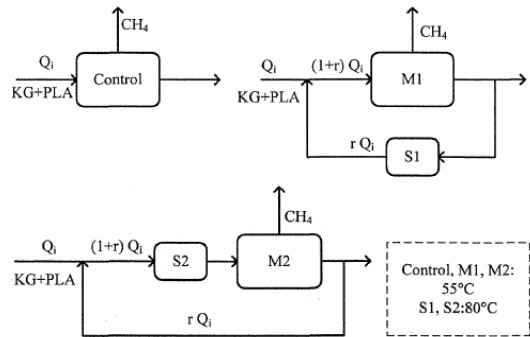 CH₄
Qᵢ
KG+PLA
Control
CH₄
Qᵢ
(1+r) Qᵢ
KG+PLA
M1
r Qᵢ
S1
CH₄
Qᵢ
(1+r) Qᵢ
KG+PLA
S2
M2
r Qᵢ
Control, M1, M2:
55°C
S1, S2:80°C